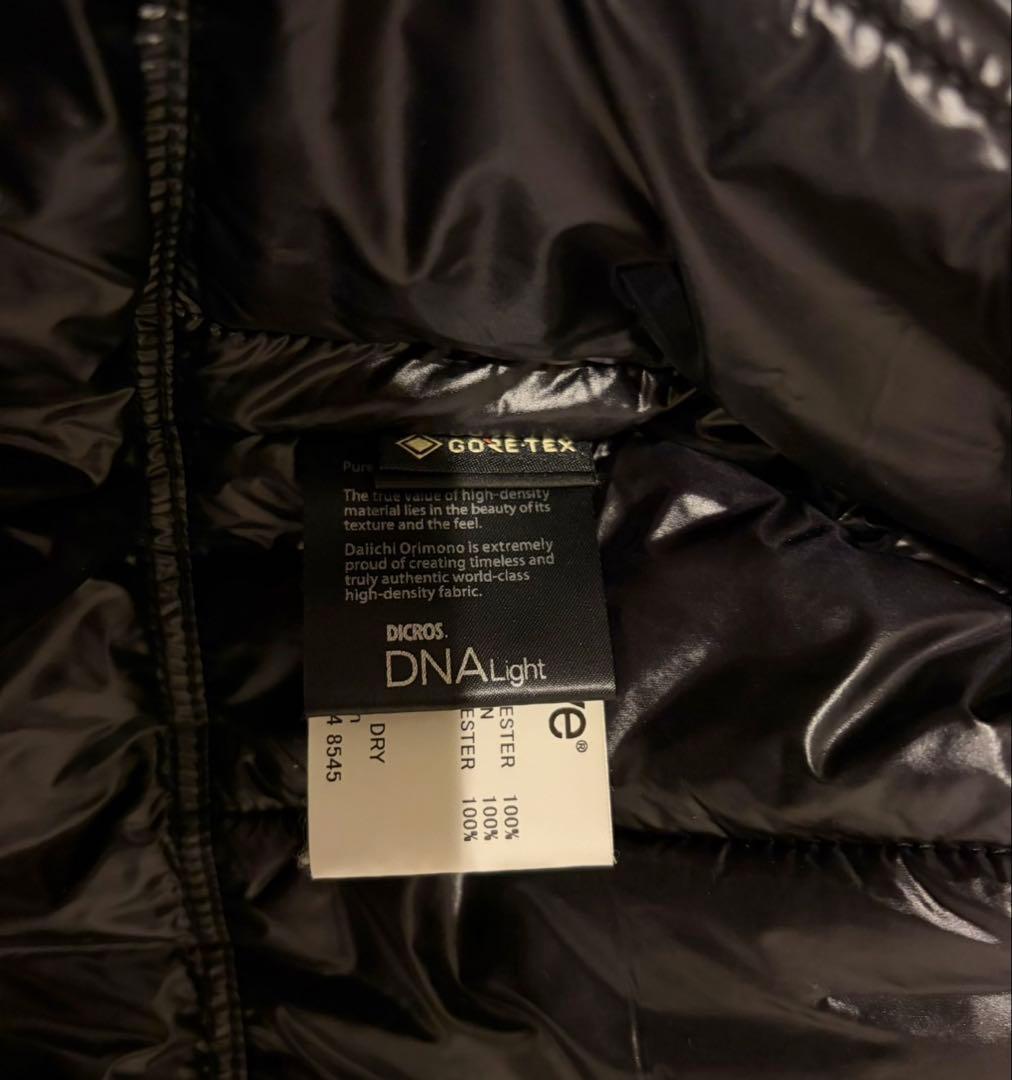 GORE-TEX
Pure
The true value of high-density
material lies in the beauty of its
texture and the feel.
Daiichi Orimono is extremely
proud of creating timeless and
truly authentic world-class
high-density fabric.
DICROS.
DNALight
e®
ESTER 100%
N 100%
ESTER 100%
DRY
4 8545